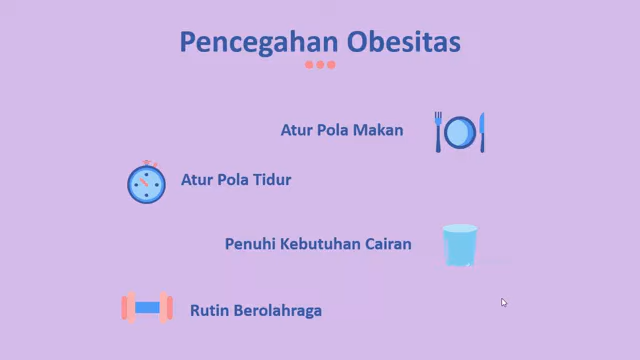 Pencegahan Obesitas
Atur Pola Makan
Atur Pola Tidur
Penuhi Kebutuhan Cairan
Rutin Berolahraga